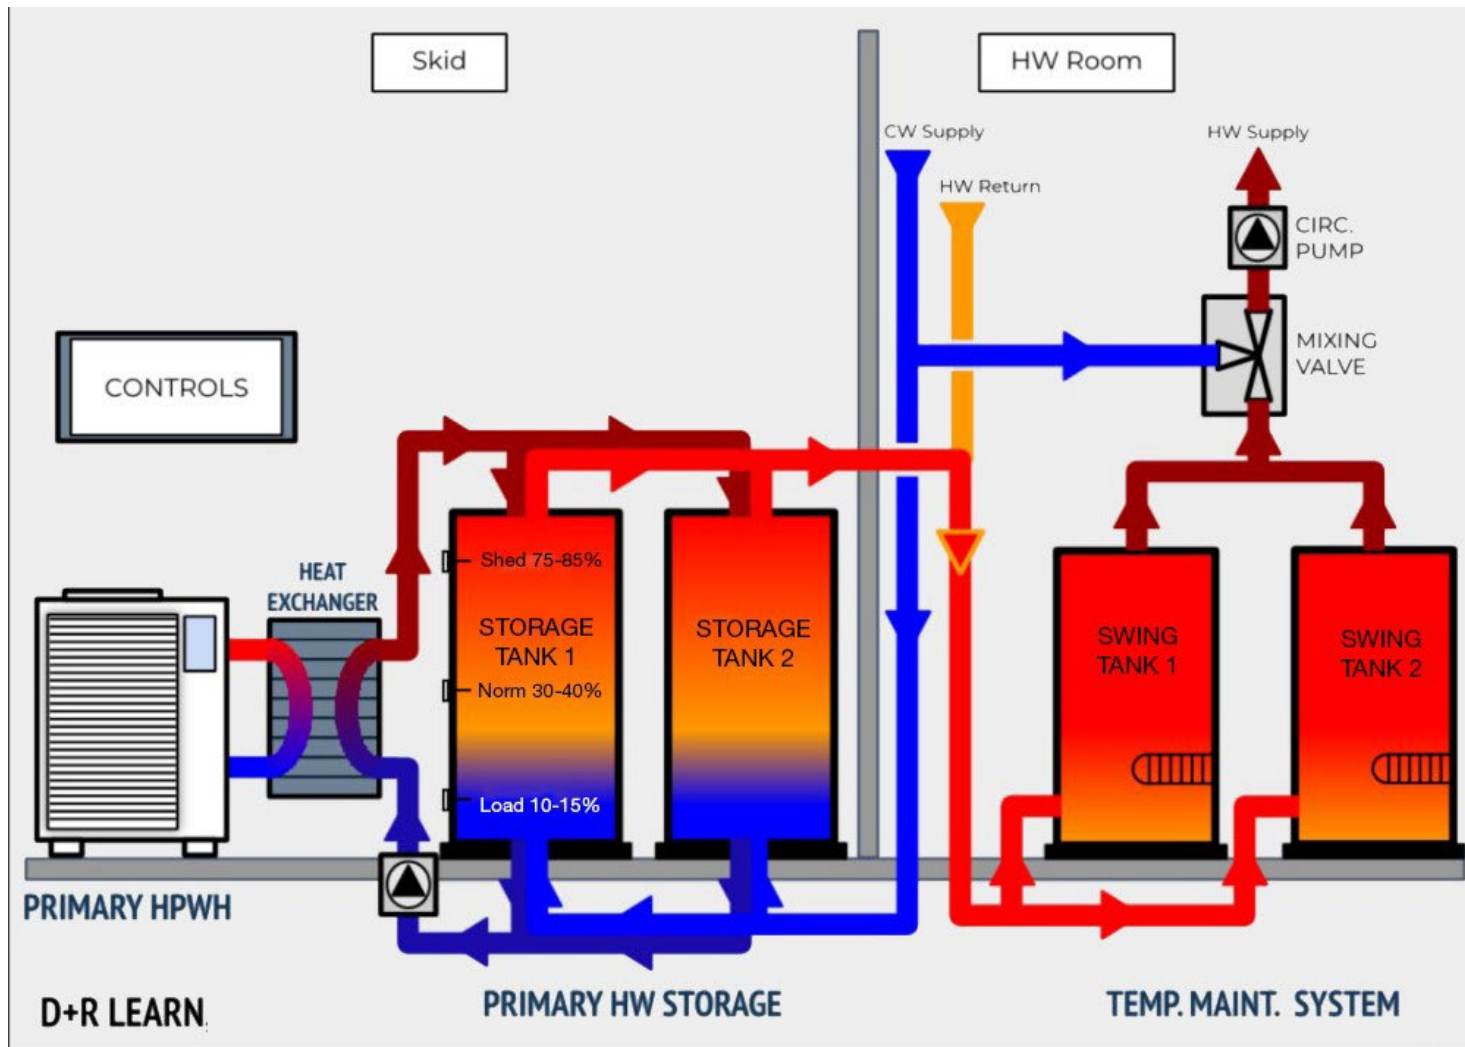 Skid
HW Room
CW Supply
HW Supply
HW Return
CIRC.
PUMP
MIXING
VALVE
CONTROLS
HEAT
EXCHANGER
Shed 75-85%
STORAGE
TANK 1
Norm 30-40%
Load 10-15%
STORAGE
TANK 2
SWING
TANK 1
SWING
TANK 2
PRIMARY HPWH
PRIMARY HW STORAGE
TEMP. MAINT. SYSTEM
D+R LEARN